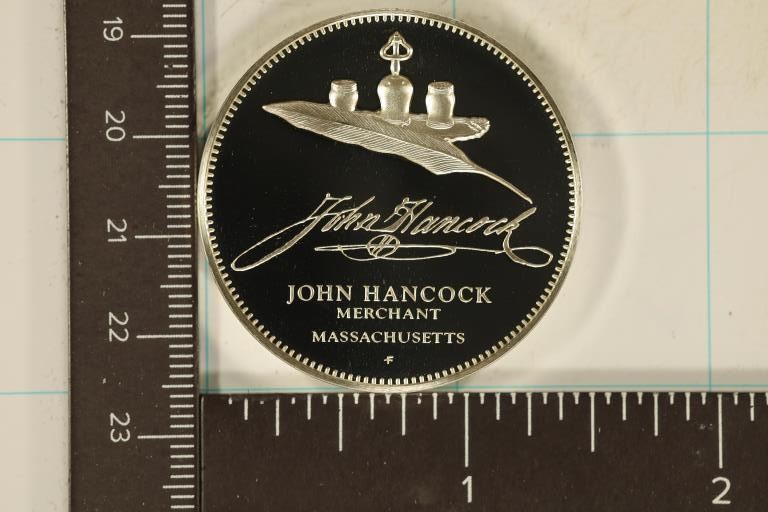 19
20
21
22
23
John Hancock
JOHN HANCOCK
MERCHANT
MASSACHUSETTS
F
1
2